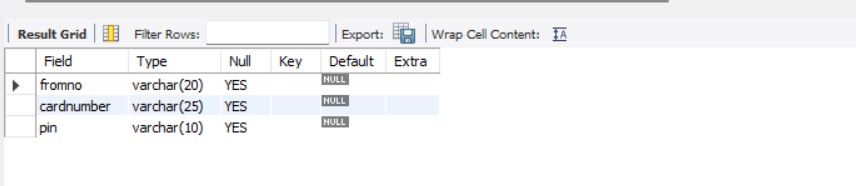 Result Grid Filter Rows: Export: Wrap Cell Content: IA
Field Type Null Key Default Extra
fromno varchar(20) YES NULL
cardnumber varchar(25) YES NULL
pin varchar(10) YES NULL